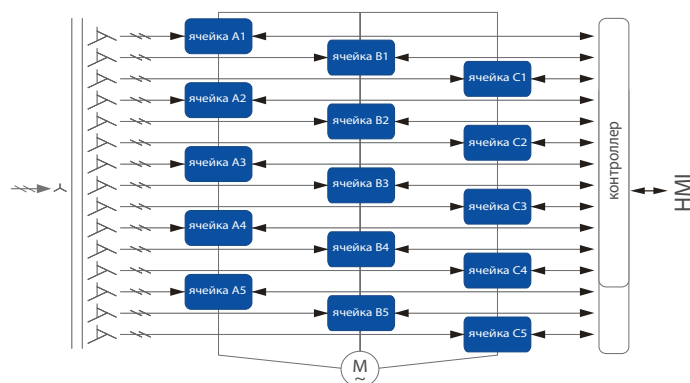 ячейка A1
ячейка B1
ячейка C1
ячейка A2
ячейка B2
ячейка C2
ячейка A3
ячейка B3
ячейка C3
ячейка A4
ячейка B4
ячейка C4
ячейка A5
ячейка B5
ячейка C5
контроллер
HMI
M
~